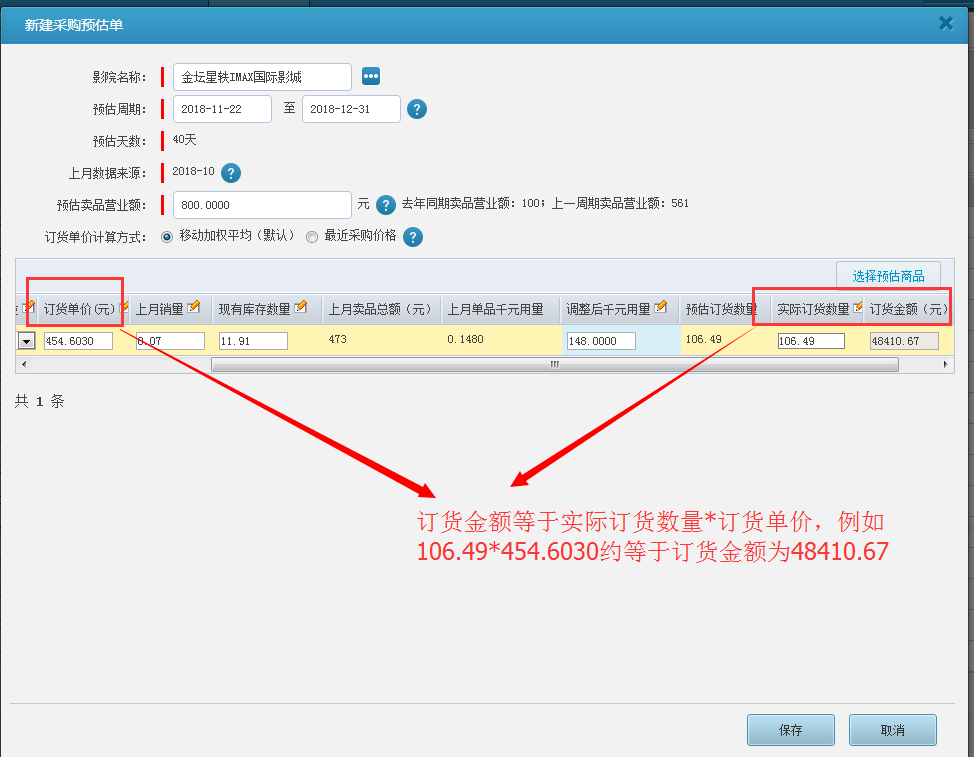 新建采购预估单
影院名称： 金坛星轶IMAX国际影城
预估周期： 2018-11-22 至 2018-12-31
预估天数： 40天
上月数据来源： 2018-10
预估卖品营业额： 800.0000 元 去年同期卖品营业额：100；上一周期卖品营业额：561
订货单价计算方式： 移动加权平均（默认） 最近采购价格
选择预估商品
订货单价(元) 上月销量 现有库存数量 上月卖品总额（元） 上月单品千元用量 调整后千元用量 预估订货数量 实际订货数量 订货金额（元）
454.6030 0.07 11.91 473 0.1480 148.0000 106.49 106.49 48410.67
共 1 条
订货金额等于实际订货数量*订货单价，例如
106.49*454.6030约等于订货金额为48410.67
保存 取消